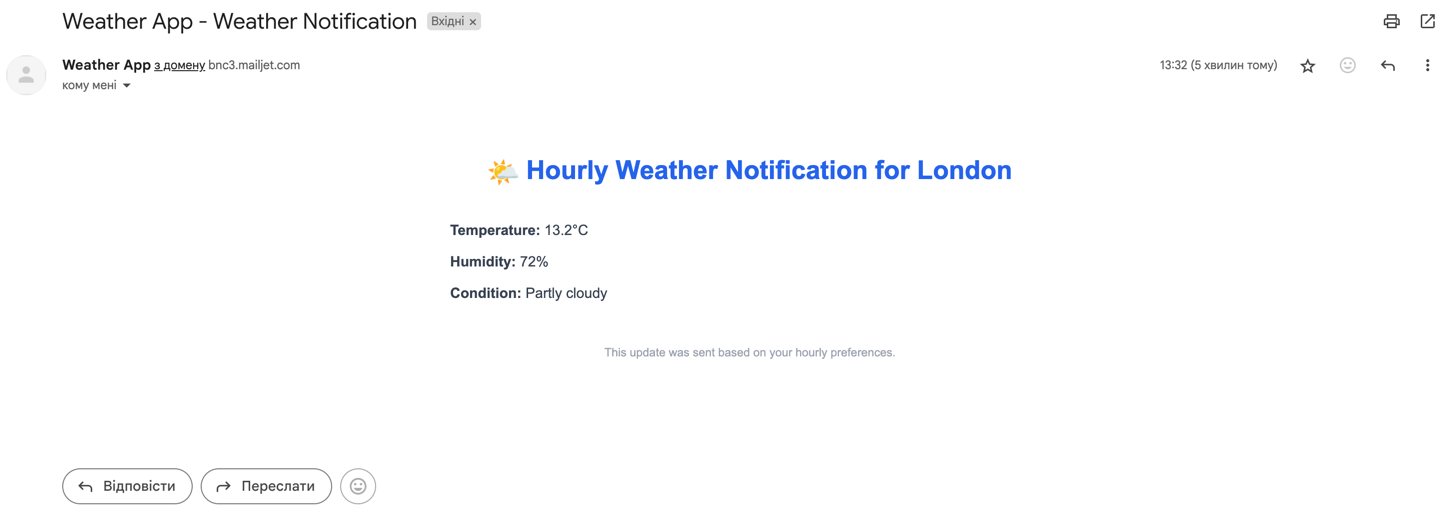 Weather App - Weather Notification Вхідні ×
Weather App з домену bnc3.mailjet.com 13:32 (5 хвилин тому)
кому мені
Hourly Weather Notification for London
Temperature: 13.2°C
Humidity: 72%
Condition: Partly cloudy
This update was sent based on your hourly preferences.
Відповісти Переслати